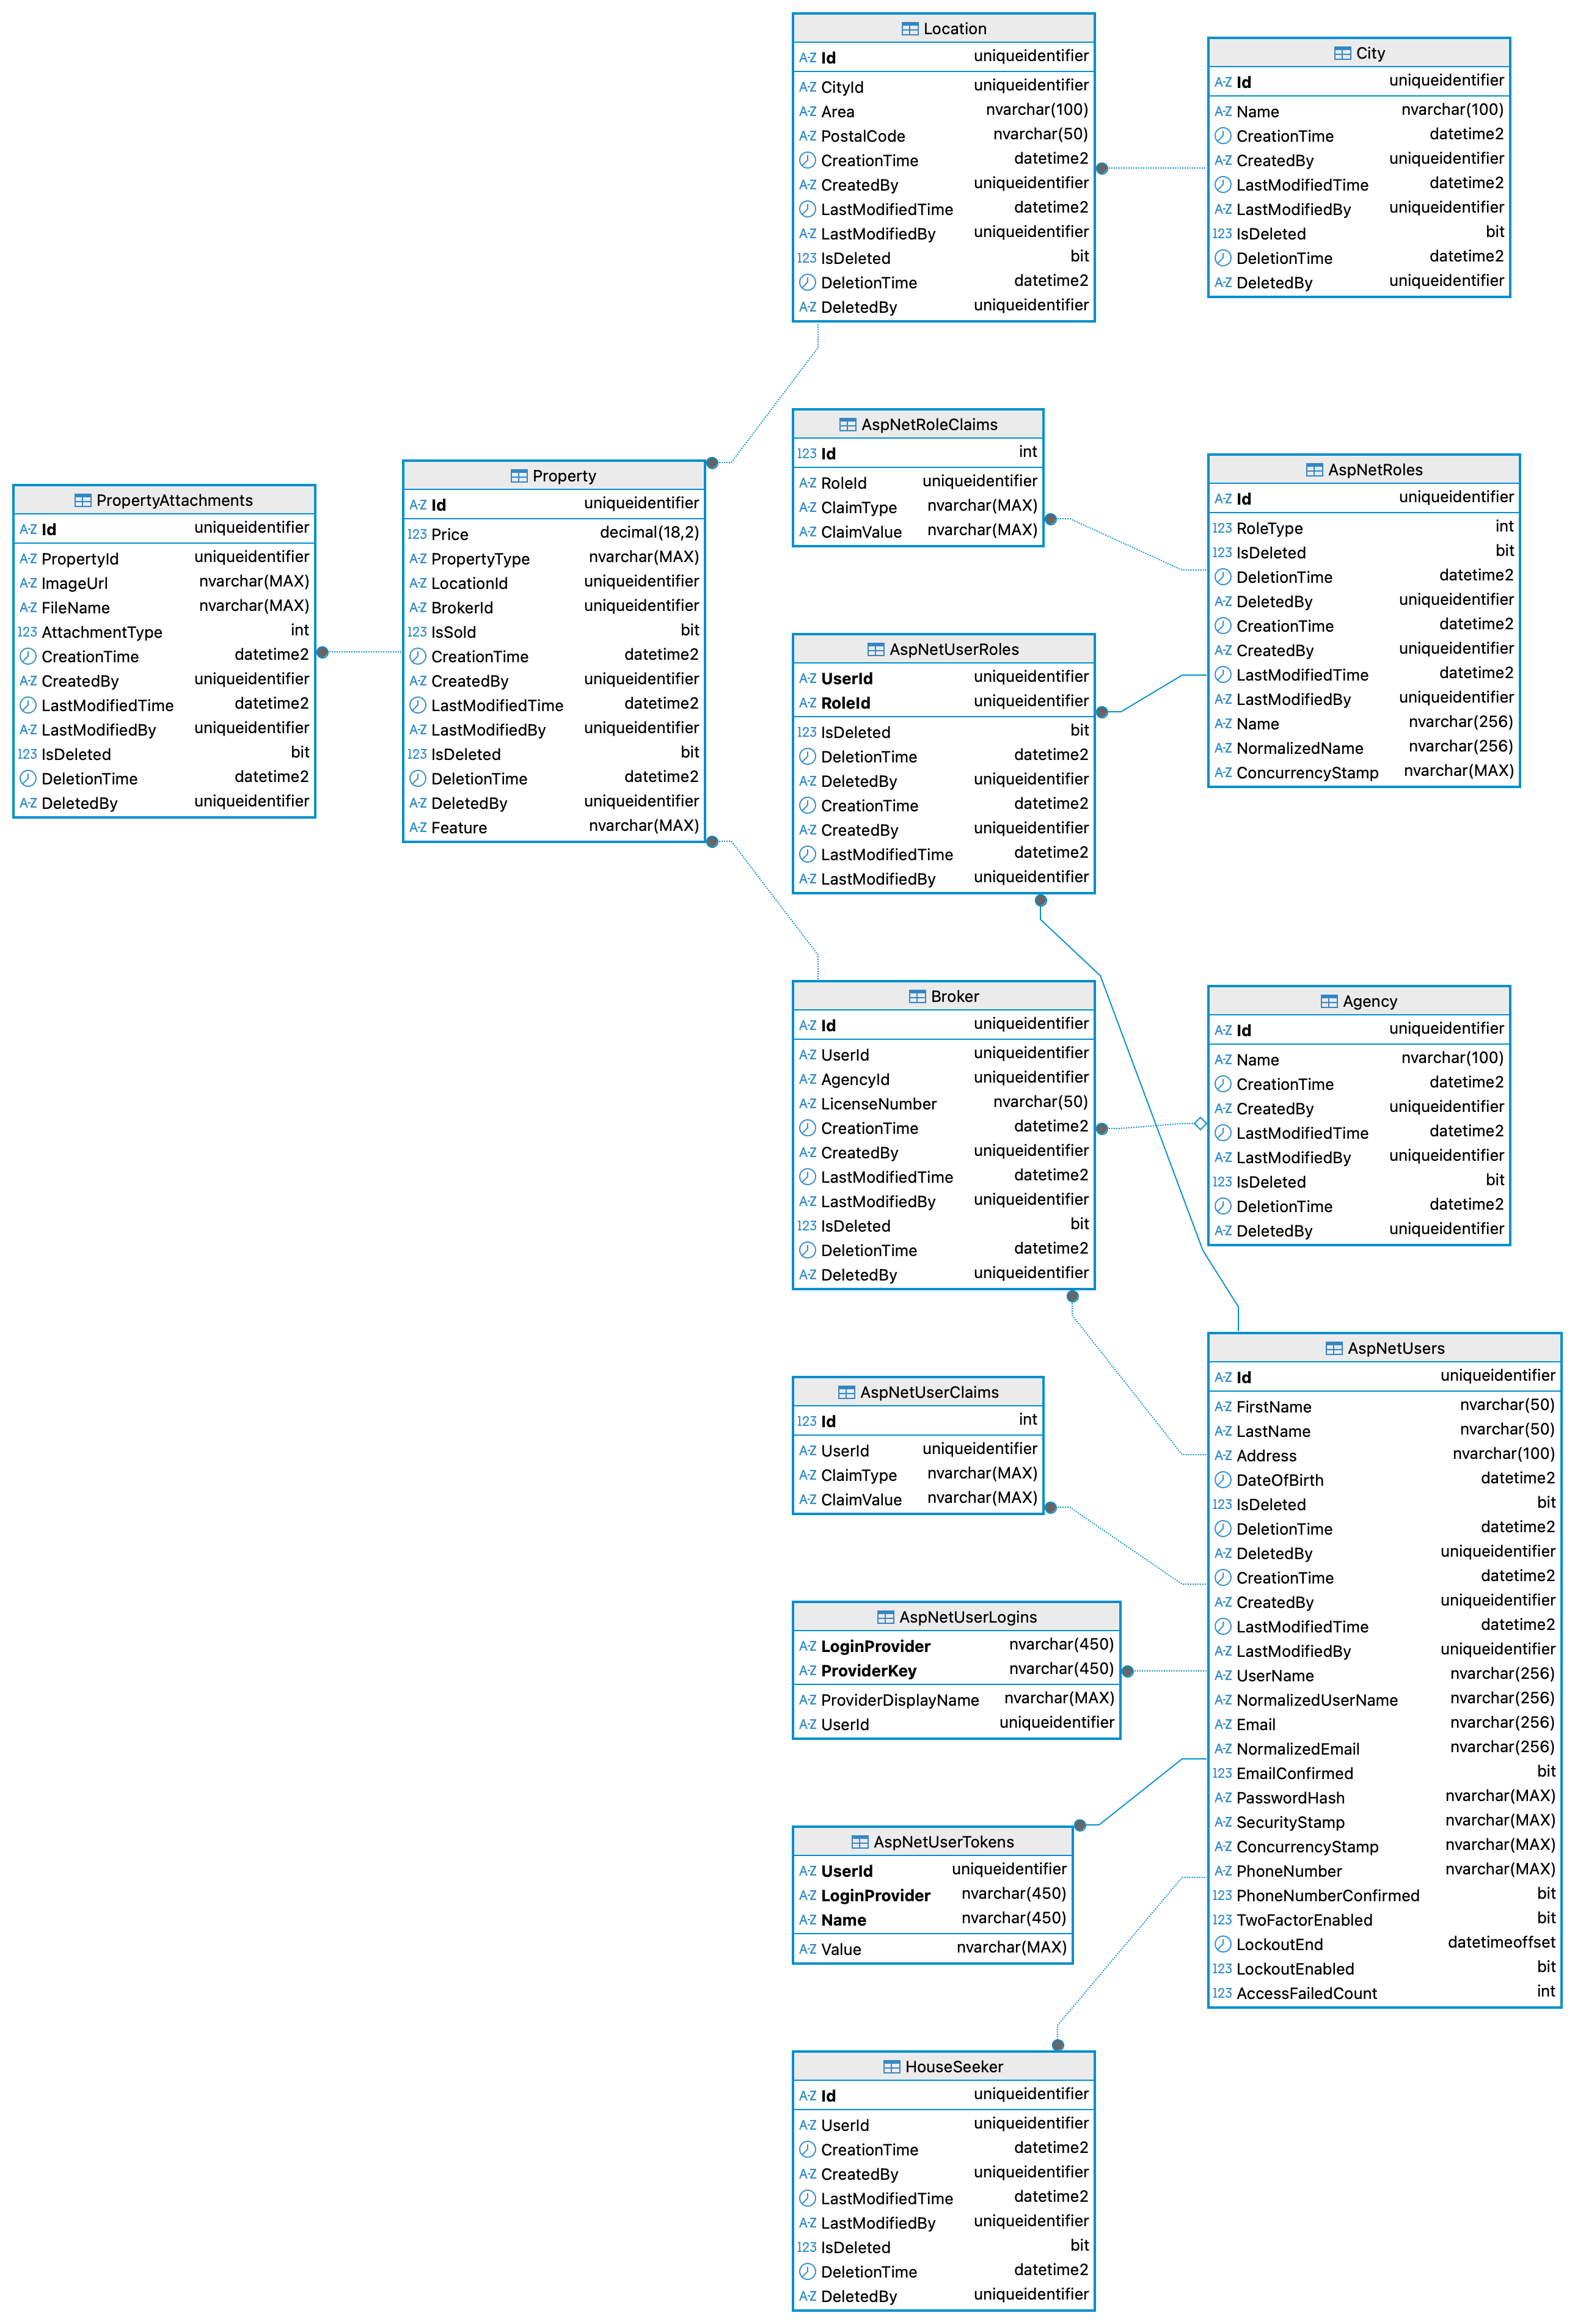 Location
Id uniqueidentifier
CityId uniqueidentifier
Area nvarchar(100)
PostalCode nvarchar(50)
CreationTime datetime2
CreatedBy uniqueidentifier
LastModifiedTime datetime2
LastModifiedBy uniqueidentifier
123 IsDeleted bit
DeletionTime datetime2
DeletedBy uniqueidentifier
City
A-Z Id uniqueidentifier
A-Z Name nvarchar(100)
CreationTime datetime2
A-Z CreatedBy uniqueidentifier
LastModifiedTime datetime2
A-Z LastModifiedBy uniqueidentifier
123 IsDeleted bit
DeletionTime datetime2
A-Z DeletedBy uniqueidentifier
AspNetRoleClaims
123 Id int
A-Z RoleId uniqueidentifier
A-Z ClaimType nvarchar(MAX)
A-Z ClaimValue nvarchar(MAX)
AspNetRoles
A-Z Id uniqueidentifier
123 RoleType int
123 IsDeleted bit
DeletionTime datetime2
A-Z DeletedBy uniqueidentifier
CreationTime datetime2
A-Z CreatedBy uniqueidentifier
LastModifiedTime datetime2
A-Z LastModifiedBy uniqueidentifier
A-Z Name nvarchar(256)
A-Z NormalizedName nvarchar(256)
A-Z ConcurrencyStamp nvarchar(MAX)
Property
A-Z Id uniqueidentifier
123 Price decimal(18,2)
A-Z PropertyType nvarchar(MAX)
A-Z LocationId uniqueidentifier
A-Z BrokerId uniqueidentifier
123 IsSold bit
CreationTime datetime2
A-Z CreatedBy uniqueidentifier
LastModifiedTime datetime2
A-Z LastModifiedBy uniqueidentifier
123 IsDeleted bit
DeletionTime datetime2
A-Z DeletedBy uniqueidentifier
A-Z Feature nvarchar(MAX)
PropertyAttachments
A-Z Id uniqueidentifier
A-Z PropertyId uniqueidentifier
A-Z ImageUrl nvarchar(MAX)
A-Z FileName nvarchar(MAX)
123 AttachmentType int
CreationTime datetime2
A-Z CreatedBy uniqueidentifier
LastModifiedTime datetime2
A-Z LastModifiedBy uniqueidentifier
123 IsDeleted bit
DeletionTime datetime2
A-Z DeletedBy uniqueidentifier
AspNetUserRoles
A-Z UserId uniqueidentifier
A-Z RoleId uniqueidentifier
123 IsDeleted bit
DeletionTime datetime2
A-Z DeletedBy uniqueidentifier
CreationTime datetime2
A-Z CreatedBy uniqueidentifier
LastModifiedTime datetime2
A-Z LastModifiedBy uniqueidentifier
Broker
A-Z Id uniqueidentifier
A-Z UserId uniqueidentifier
A-Z AgencyId uniqueidentifier
A-Z LicenseNumber nvarchar(50)
CreationTime datetime2
A-Z CreatedBy uniqueidentifier
LastModifiedTime datetime2
A-Z LastModifiedBy uniqueidentifier
123 IsDeleted bit
DeletionTime datetime2
A-Z DeletedBy uniqueidentifier
Agency
A-Z Id uniqueidentifier
A-Z Name nvarchar(100)
CreationTime datetime2
A-Z CreatedBy uniqueidentifier
LastModifiedTime datetime2
A-Z LastModifiedBy uniqueidentifier
123 IsDeleted bit
DeletionTime datetime2
A-Z DeletedBy uniqueidentifier
AspNetUsers
A-Z Id uniqueidentifier
A-Z FirstName nvarchar(50)
A-Z LastName nvarchar(50)
A-Z Address nvarchar(100)
DateOfBirth datetime2
123 IsDeleted bit
DeletionTime datetime2
A-Z DeletedBy uniqueidentifier
CreationTime datetime2
A-Z CreatedBy uniqueidentifier
LastModifiedTime datetime2
A-Z LastModifiedBy uniqueidentifier
A-Z UserName nvarchar(256)
A-Z NormalizedUserName nvarchar(256)
A-Z Email nvarchar(256)
A-Z NormalizedEmail nvarchar(256)
123 EmailConfirmed bit
A-Z PasswordHash nvarchar(MAX)
A-Z SecurityStamp nvarchar(MAX)
A-Z ConcurrencyStamp nvarchar(MAX)
A-Z PhoneNumber nvarchar(MAX)
123 PhoneNumberConfirmed bit
123 TwoFactorEnabled bit
LockoutEnd datetimeoffset
123 LockoutEnabled bit
123 AccessFailedCount int
AspNetUserClaims
123 Id int
A-Z UserId uniqueidentifier
A-Z ClaimType nvarchar(MAX)
A-Z ClaimValue nvarchar(MAX)
AspNetUserLogins
A-Z LoginProvider nvarchar(450)
A-Z ProviderKey nvarchar(450)
A-Z ProviderDisplayName nvarchar(MAX)
A-Z UserId uniqueidentifier
AspNetUserTokens
A-Z UserId uniqueidentifier
A-Z LoginProvider nvarchar(450)
A-Z Name nvarchar(450)
A-Z Value nvarchar(MAX)
HouseSeeker
A-Z Id uniqueidentifier
A-Z UserId uniqueidentifier
CreationTime datetime2
A-Z CreatedBy uniqueidentifier
LastModifiedTime datetime2
A-Z LastModifiedBy uniqueidentifier
123 IsDeleted bit
DeletionTime datetime2
A-Z DeletedBy uniqueidentifier